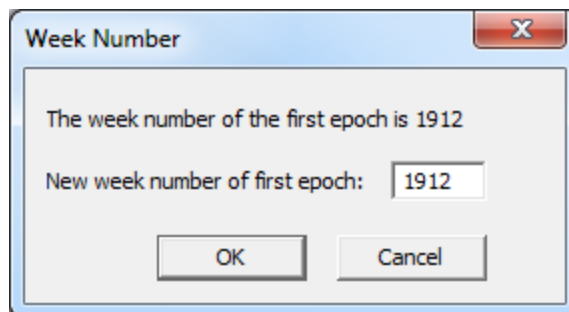 Week Number
The week number of the first epoch is 1912
New week number of first epoch: 1912
OK Cancel